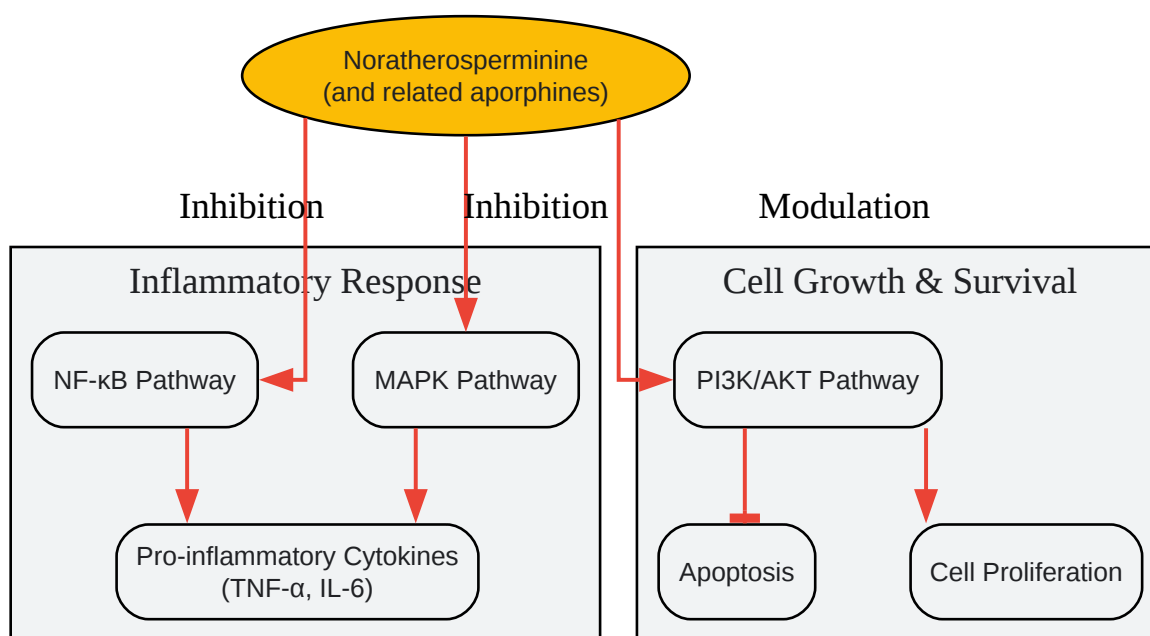 Noratherosperminine
(and related aporphines)
Inhibition
Inhibition
Modulation
Inflammatory Response
Cell Growth & Survival
NF-κB Pathway
MAPK Pathway
PI3K/AKT Pathway
Pro-inflammatory Cytokines
(TNF-α, IL-6)
Apoptosis
Cell Proliferation